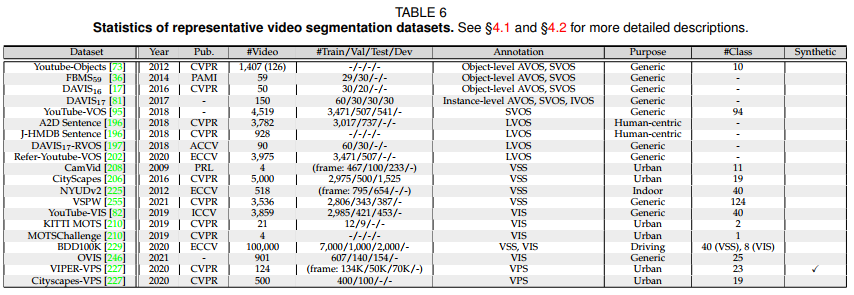 TABLE 6
Statistics of representative video segmentation datasets. See §4.1 and §4.2 for more detailed descriptions.
Dataset Year Pub. #Video #Train/Val/Test/Dev Annotation Purpose #Class Synthetic
Youtube-Objects [73] 2012 CVPR 1,407 (126) -/-/-/- Object-level AVOS, SVOS Generic 10
FBMS59 [36] 2014 PAMI 59 29/30/-/- Object-level AVOS, SVOS Generic -
DAVIS16 [17] 2016 CVPR 50 30/20/-/- Object-level AVOS, SVOS Generic -
DAVIS17 [81] 2017 - 150 60/30/30/30 Instance-level AVOS, SVOS, IVOS Generic -
YouTube-VOS [95] 2018 - 4,519 3,471/507/541/- SVOS Generic 94
A2D Sentence [196] 2018 CVPR 3,782 3,017/737/-/- LVOS Human-centric -
J-HMDB Sentence [196] 2018 CVPR 928 -/-/-/- LVOS Human-centric -
DAVIS17-RVOS [197] 2018 ACCV 90 60/30/-/- LVOS Generic -
Refer-Youtube-VOS [202] 2020 ECCV 3,975 3,471/507/-/- LVOS Generic -
CamVid [208] 2009 PRL 4 (frame: 467/100/233/-) VSS Urban 11
CityScapes [206] 2016 CVPR 5,000 2,975/500/1,525 VSS Urban 19
NYUDv2 [225] 2012 ECCV 518 (frame: 795/654/-/-) VSS Indoor 40
VSPW [255] 2021 CVPR 3,536 2,806/343/387/- VSS Generic 124
YouTube-VIS [82] 2019 ICCV 3,859 2,985/421/453/- VIS Generic 40
KITTI MOTS [210] 2019 CVPR 21 12/9/-/- VIS Urban 2
MOTSChallenge [210] 2019 CVPR 4 -/-/-/- VIS Urban 1
BDD100K [229] 2020 ECCV 100,000 7,000/1,000/2,000/- VSS, VIS Driving 40 (VSS), 8 (VIS)
OVIS [246] 2021 - 901 607/140/154/- VIS Generic 25
VIPER-VPS [227] 2020 CVPR 124 (frame: 134K/50K/70K/-) VPS Urban 23 ✓
Cityscapes-VPS [227] 2020 CVPR 500 400/100/-/- VPS Urban 19